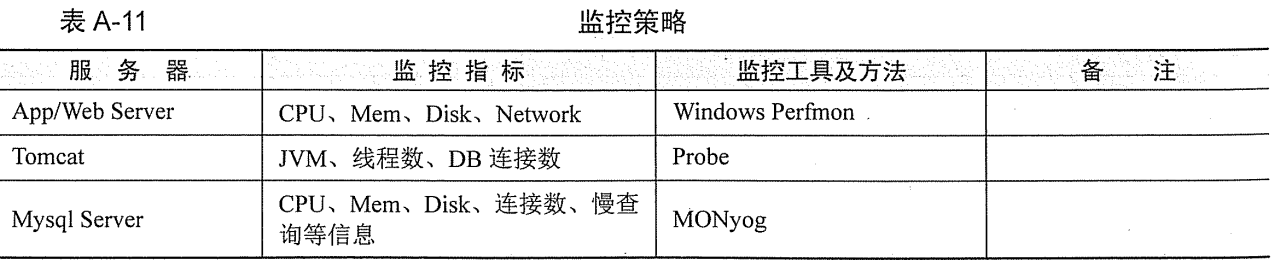 表 A-11 监控策略
服务器 监控指标 监控工具及方法 备注
App/Web Server CPU、Mem、Disk、Network Windows Perfmon
Tomcat JVM、线程数、DB 连接数 Probe
Mysql Server CPU、Mem、Disk、连接数、慢查 MONyog
询等信息